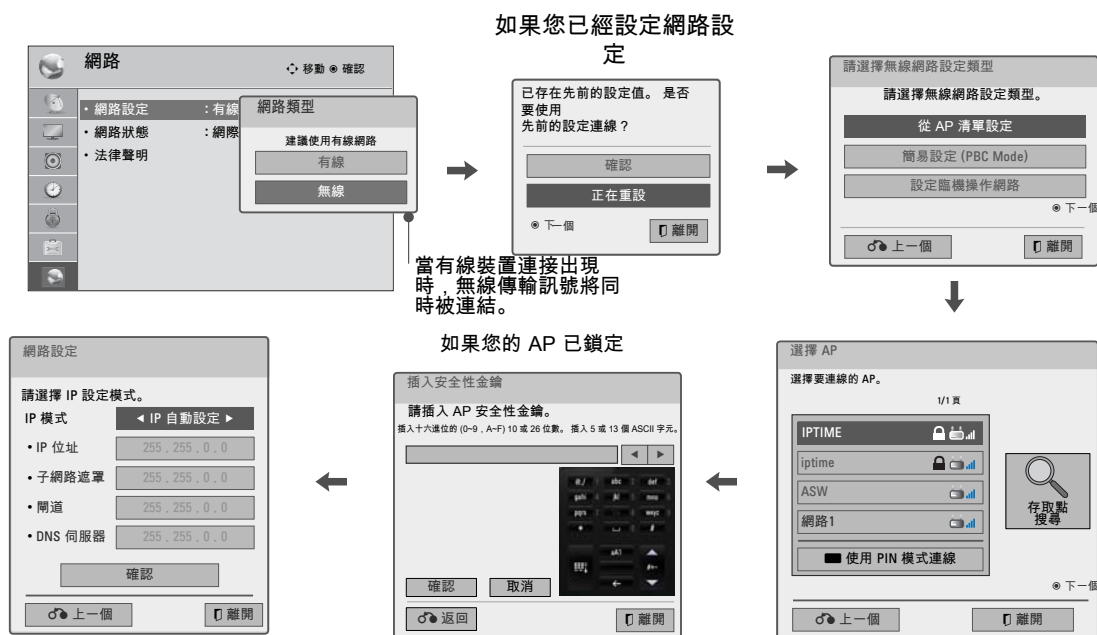 網路
移動 確認
・網路設定 ：有線
・網路狀態 ：網際
・法律聲明
網路類型
建議使用有線網路
有線
無線
當有線裝置連接出現
時，無線傳輸訊號將同
時被連結。
如果您已經設定網路設
定
已存在先前的設定值。 是否
要使用
先前的設定連線？
確認
正在重設
下一個
離開
請選擇無線網路設定類型
請選擇無線網路設定類型。
從 AP 清單設定
簡易設定 (PBC Mode)
設定臨機操作網路
下一個
上一個
離開
選擇 AP
選擇要連線的 AP。
1/1 頁
IPTIME
iptime
ASW
網路1
使用 PIN 模式連線
存取點
搜尋
下一個
上一個
離開
如果您的 AP 已鎖定
插入安全性金鑰
請插入 AP 安全性金鑰。
插入十六進位的 (0~9，A~F) 10 或 26 位數。 插入 5 或 13 個 ASCII 字元。
◀ ▶
abc def
確認
取消
返回
離開
網路設定
請選擇 IP 設定模式。
IP 模式 ◀ IP 自動設定 ▶
• IP 位址 255 . 255 . 0 . 0
• 子網路遮罩 255 . 255 . 0 . 0
• 閘道 255 . 255 . 0 . 0
• DNS 伺服器 255 . 255 . 0 . 0
確認
上一個
離開